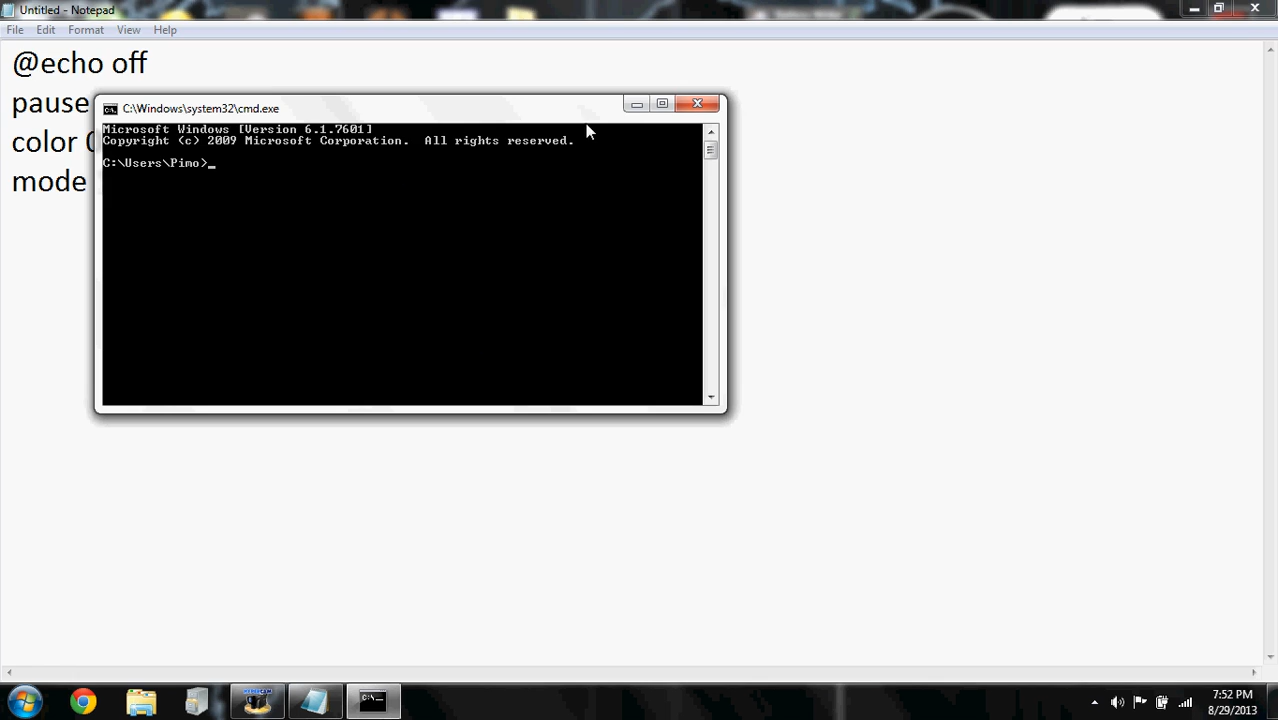 Untitled - Notepad
File Edit Format View Help
@echo off
pause
color 0
mode
C:\Windows\system32\cmd.exe
Microsoft Windows [Version 6.1.7601]
Copyright (c) 2009 Microsoft Corporation.  All rights reserved.
C:\Users\Pimo>_
7:52 PM
8/29/2013